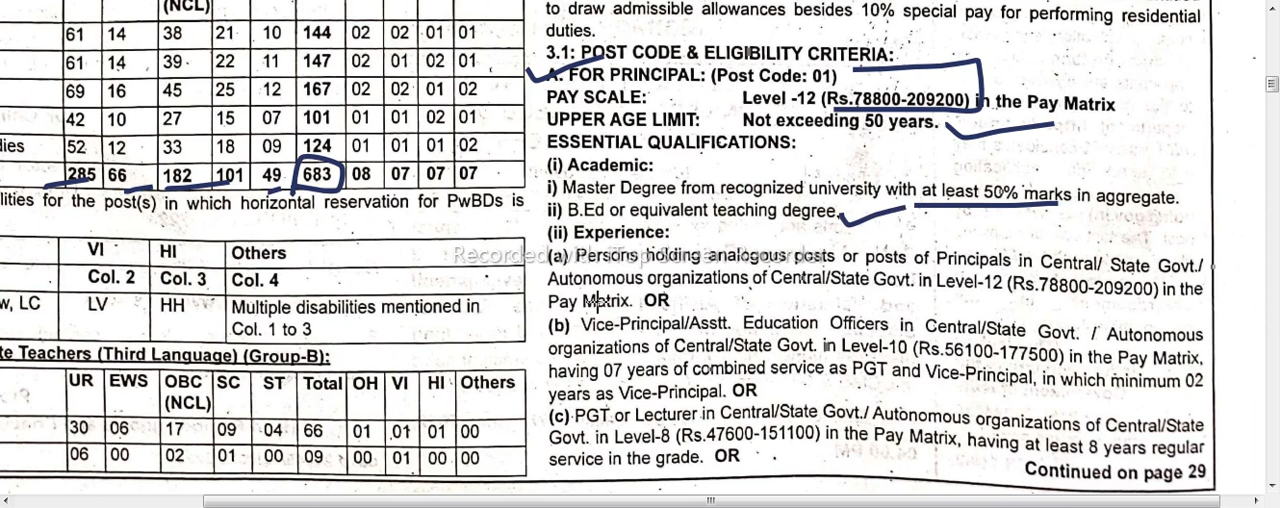 (NCL)
61 14 38 21 10 144 02 02 01 01
61 14 39 22 11 147 02 01 02 01
69 16 45 25 12 167 02 02 01 02
42 10 27 15 07 101 01 01 02 01
lies 52 12 33 18 09 124 01 01 01 02
285 66 182 101 49 683 08 07 07 07
lities for the post(s) in which horizontal reservation for PwBDs is
VI HI Others
Col. 2 Col. 3 Col. 4
w, LC LV HH Multiple disabilities mentioned in
Col. 1 to 3
te Teachers (Third Language) (Group-B):
UR EWS OBC SC ST Total OH VI HI Others
(NCL)
30 06 17 09 04 66 01 01 01 00
06 00 02 01 00 09 00 01 00 00
to draw admissible allowances besides 10% special pay for performing residential
duties.
3.1: POST CODE & ELIGIBILITY CRITERIA:
A. FOR PRINCIPAL: (Post Code: 01)
PAY SCALE: Level -12 (Rs.78800-209200) in the Pay Matrix
UPPER AGE LIMIT: Not exceeding 50 years.
ESSENTIAL QUALIFICATIONS:
(i) Academic:
i) Master Degree from recognized university with at least 50% marks in aggregate.
ii) B.Ed or equivalent teaching degree.
(ii) Experience:
(a) Persons holding analogous posts or posts of Principals in Central/ State Govt./
Autonomous organizations of Central/State Govt. in Level-12 (Rs.78800-209200) in the
Pay Matrix. OR
(b) Vice-Principal/Asstt. Education Officers in Central/State Govt. / Autonomous
organizations of Central/State Govt. in Level-10 (Rs.56100-177500) in the Pay Matrix,
having 07 years of combined service as PGT and Vice-Principal, in which minimum 02
years as Vice-Principal. OR
(c) PGT or Lecturer in Central/State Govt./ Autonomous organizations of Central/State
Govt. in Level-8 (Rs.47600-151100) in the Pay Matrix, having at least 8 years regular
service in the grade. OR
Continued on page 29